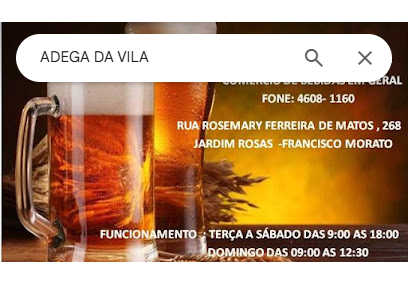 ADEGA DA VILA
COMERCIO DE BEBIDAS EM GERAL
FONE: 4608- 1160
RUA ROSEMARY FERREIRA DE MATOS , 268
JARDIM ROSAS -FRANCISCO MORATO
FUNCIONAMENTO : TERÇA A SÁBADO DAS 9:00 AS 18:00
DOMINGO DAS 09:00 AS 12:30